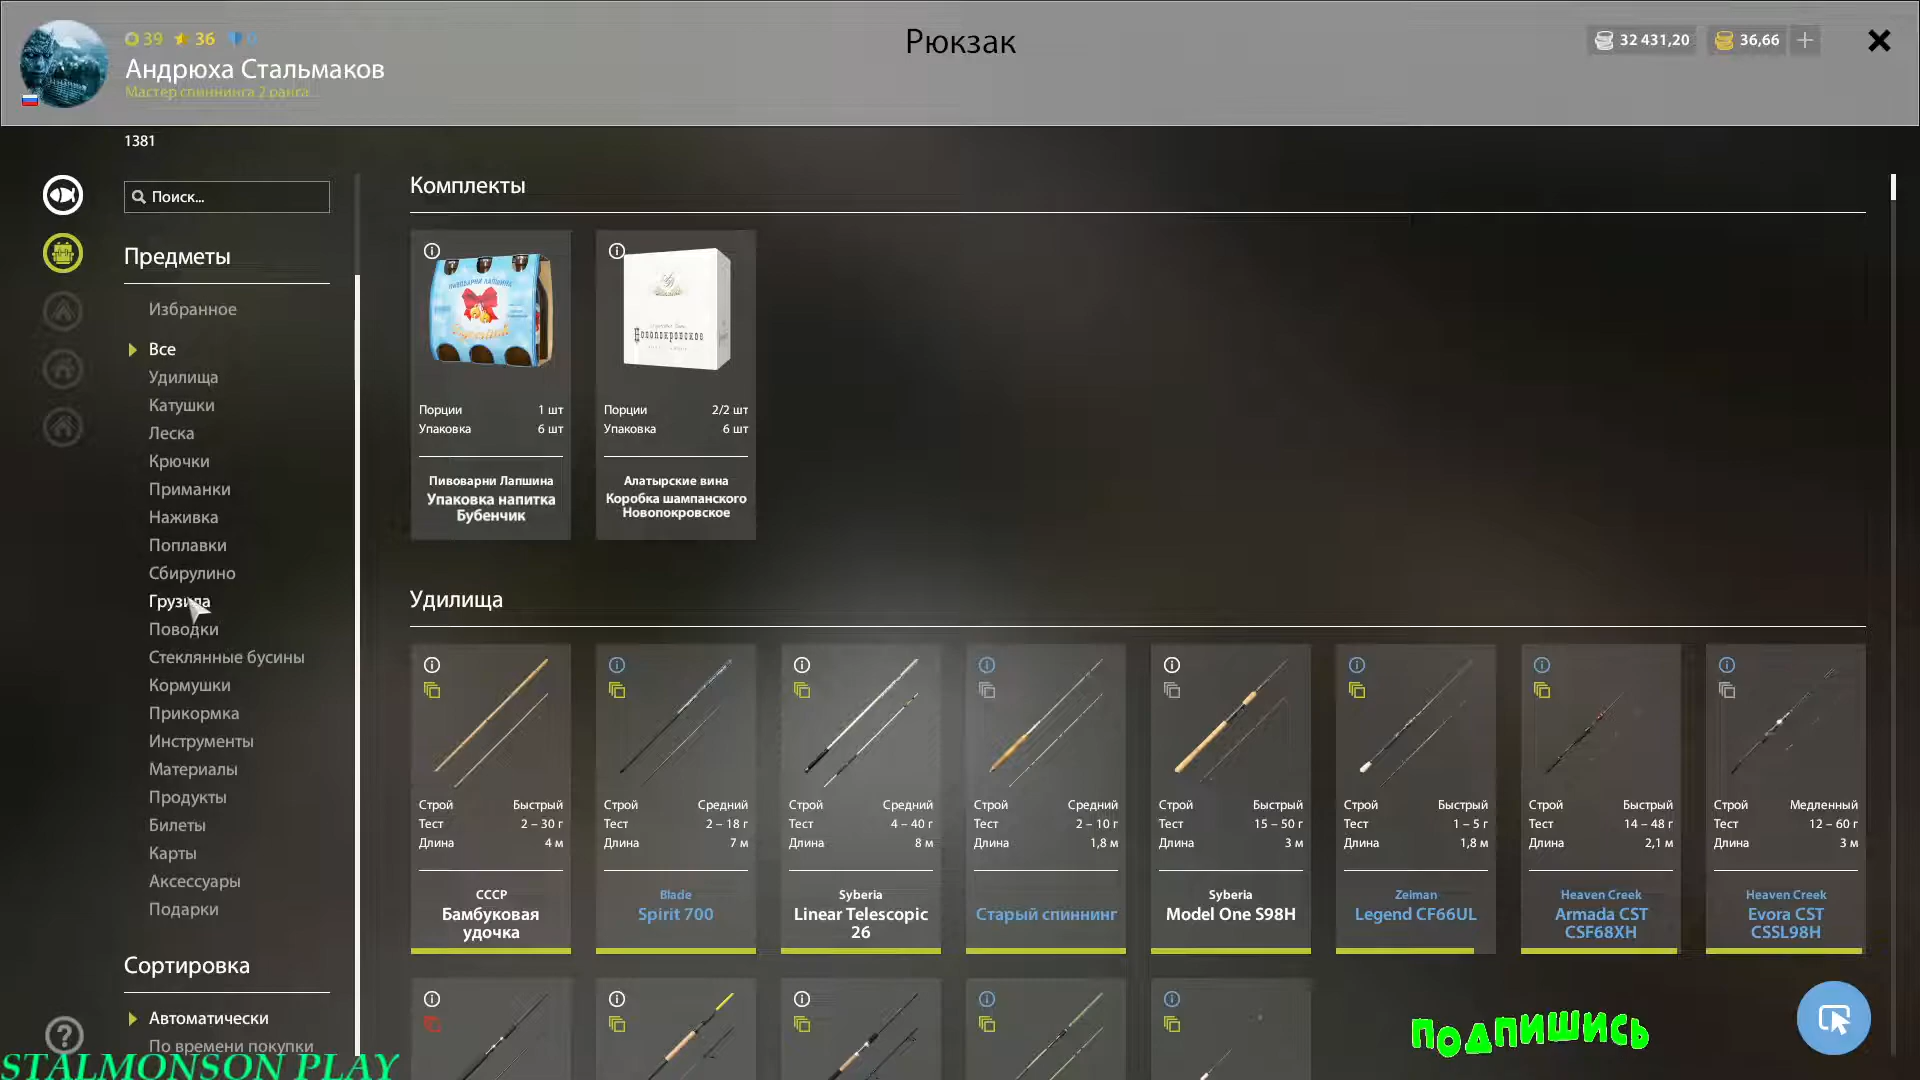 39 36 0
Андрюха Стальмаков
Мастер спиннинга 2 ранга...
Рюкзак
32 431,20 36,66
1381
Поиск...
Предметы
Избранное
Все
Удилища
Катушки
Леска
Крючки
Приманки
Наживка
Поплавки
Сбирулино
Грузила
Поводки
Стеклянные бусины
Кормушки
Прикормка
Инструменты
Материалы
Продукты
Билеты
Карты
Аксессуары
Подарки
Сортировка
Автоматически
По времени покупки
Комплекты
Новопокровское
Порции 1 шт
Упаковка 6 шт
Пивоварни Лапшина
Упаковка напитка
Бубенчик
Порции 2/2 шт
Упаковка 6 шт
Алатырские вина
Коробка шампанского
Новопокровское
Удилища
Строй Быстрый
Тест 2 – 30 г
Длина 4 м
СССР
Бамбуковая
удочка
Строй Средний
Тест 2 – 18 г
Длина 7 м
Blade
Spirit 700
Строй Средний
Тест 4 – 40 г
Длина 8 м
Syberia
Linear Telescopic
26
Строй Средний
Тест 2 – 10 г
Длина 1,8 м
Старый спиннинг
Строй Быстрый
Тест 15 – 50 г
Длина 3 м
Syberia
Model One S98H
Строй Быстрый
Тест 1 – 5 г
Длина 1,8 м
Zeiman
Legend CF66UL
Строй Быстрый
Тест 14 – 48 г
Длина 2,1 м
Heaven Creek
Armada CST
CSF68XH
Строй Медленный
Тест 12 – 60 г
Длина 3 м
Heaven Creek
Evora CST
CSSL98H
STALMONSON PLAY
подпишись